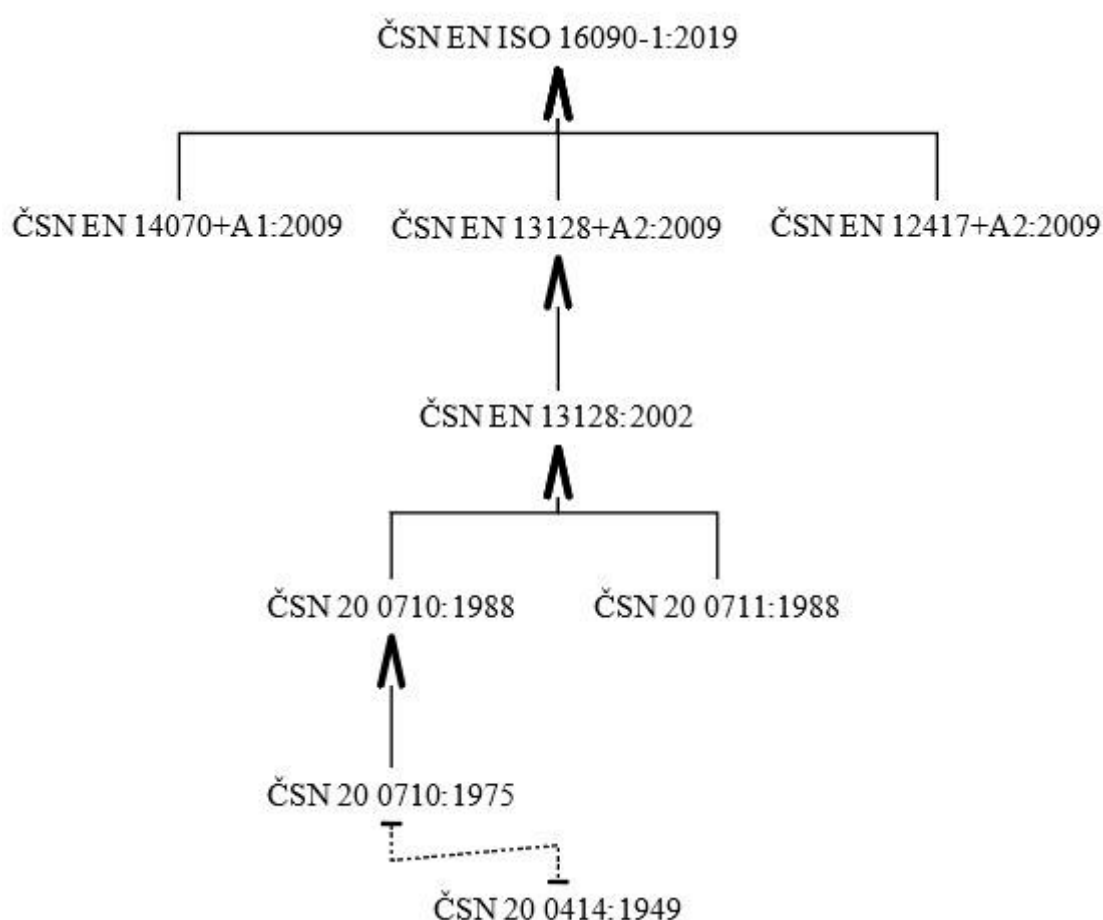 ČSN EN ISO 16090-1:2019
ČSN EN 14070+A1:2009
ČSN EN 13128+A2:2009
ČSN EN 12417+A2:2009
ČSN EN 13128:2002
ČSN 20 0710:1988
ČSN 20 0711:1988
ČSN 20 0710:1975
ČSN 20 0414:1949